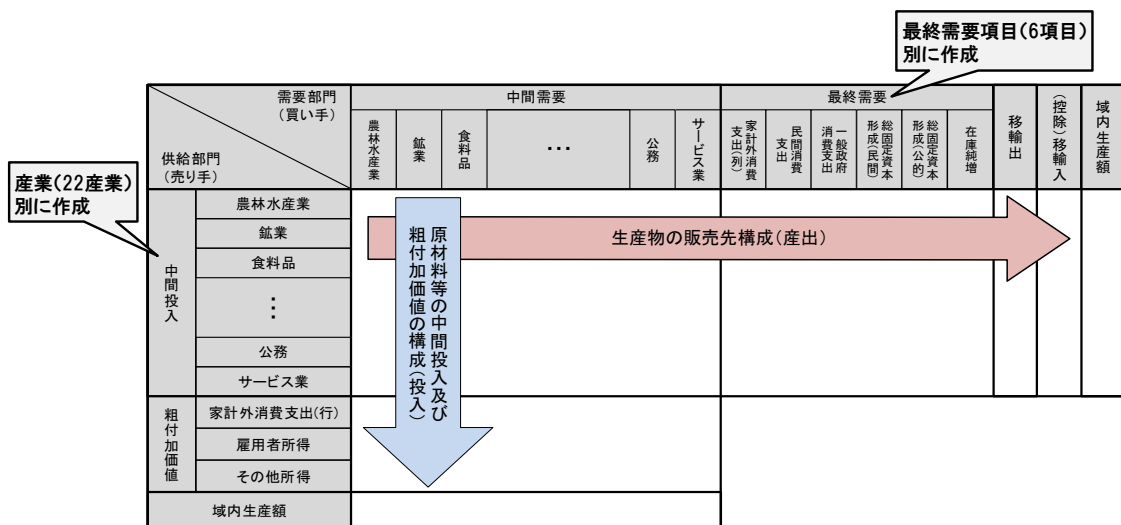 最終需要項目(6項目)
別に作成
需要部門
(買い手)
供給部門
(売り手)
中間需要
最終需要
移輸出
(控除)移輸入
域内生産額
農林水産業
鉱業
食料品
…
公務
サービス業
家計外消費
支出(列)
民間消費
支出
一般政府
消費支出
総固定資本
形成(民間)
総固定資本
形成(公的)
在庫純増
産業(22産業)
別に作成
中間投入
農林水産業
鉱業
食料品
⋮
公務
サービス業
生産物の販売先構成(産出)
原材料等の中間投入及び
粗付加価値の構成(投入)
粗付加価値
家計外消費支出(行)
雇用者所得
その他所得
域内生産額